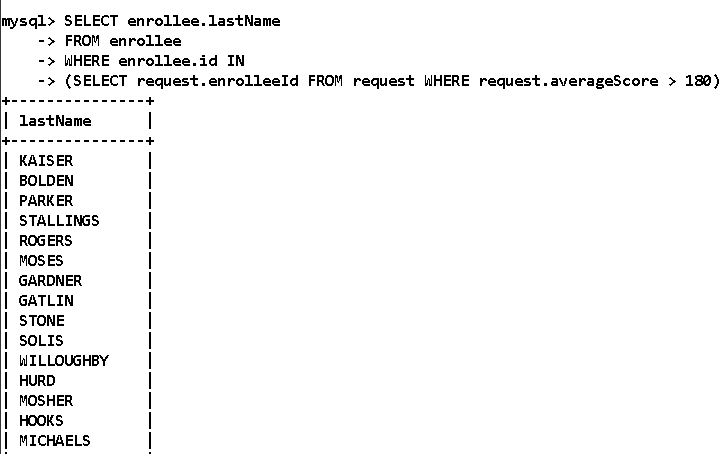 mysql> SELECT enrollee.lastName
-> FROM enrollee
-> WHERE enrollee.id IN
-> (SELECT request.enrolleeId FROM request WHERE request.averageScore > 180)
+---------------+
| lastName |
+---------------+
| KAISER |
| BOLDEN |
| PARKER |
| STALLINGS |
| ROGERS |
| MOSES |
| GARDNER |
| GATLIN |
| STONE |
| SOLIS |
| WILLOUGHBY |
| HURD |
| MOSHER |
| HOOKS |
| MICHAELS |